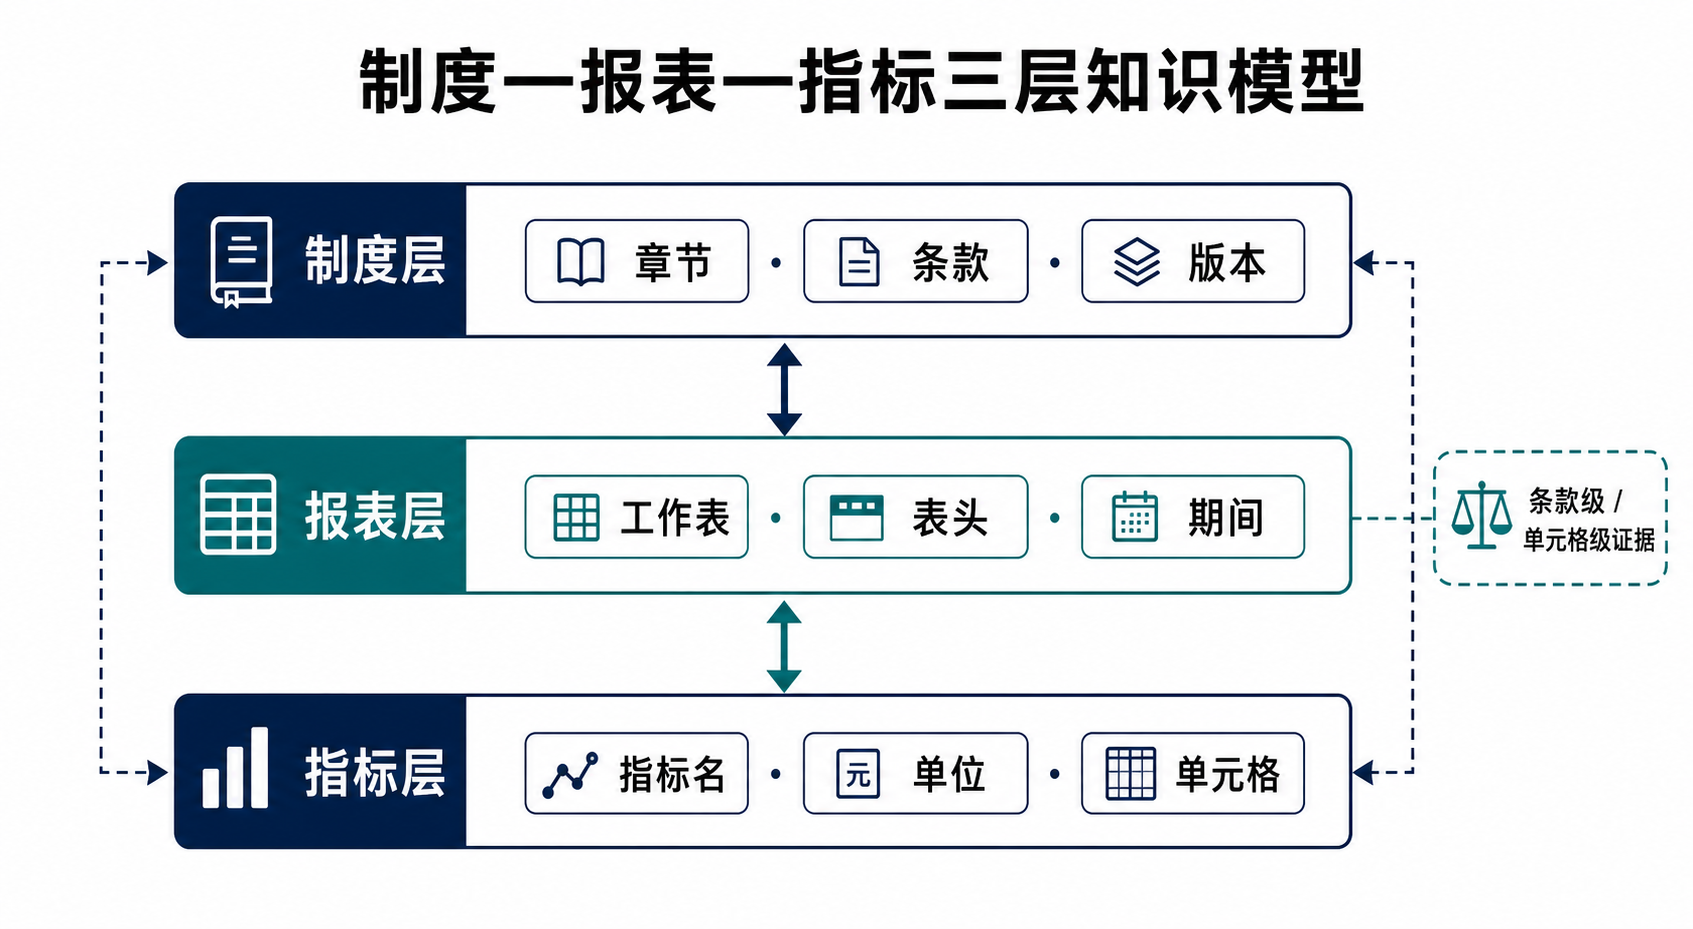 制度—报表—指标三层知识模型
制度层
章节 • 条款 • 版本
报表层
工作表 • 表头 • 期间
条款级 /
单元格级证据
指标层
指标名 • 元 单位 • 单元格